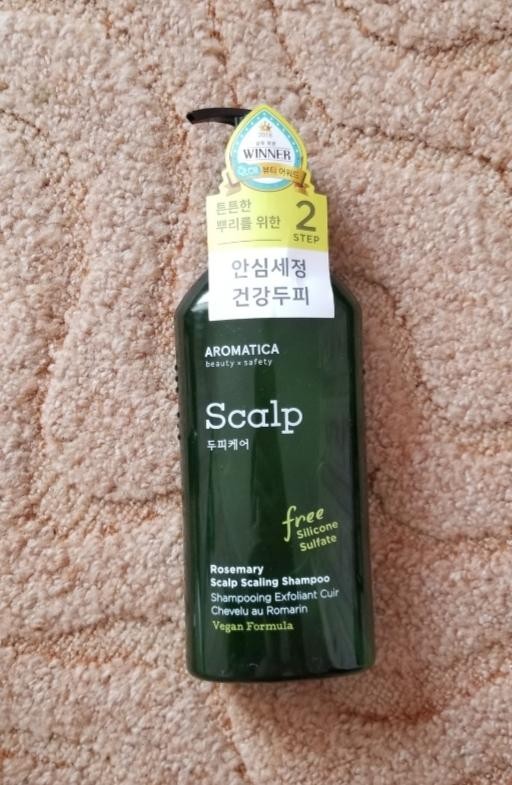 2018
WINNER
뷰티 어워드
튼튼한
뿌리를 위한
2
STEP
안심세정
건강두피
AROMATICA
beauty × safety
Scalp
두피케어
free
Silicone
Sulfate
Rosemary
Scalp Scaling Shampoo
Shampooing Exfoliant Cuir
Chevelu au Romarin
Vegan Formula